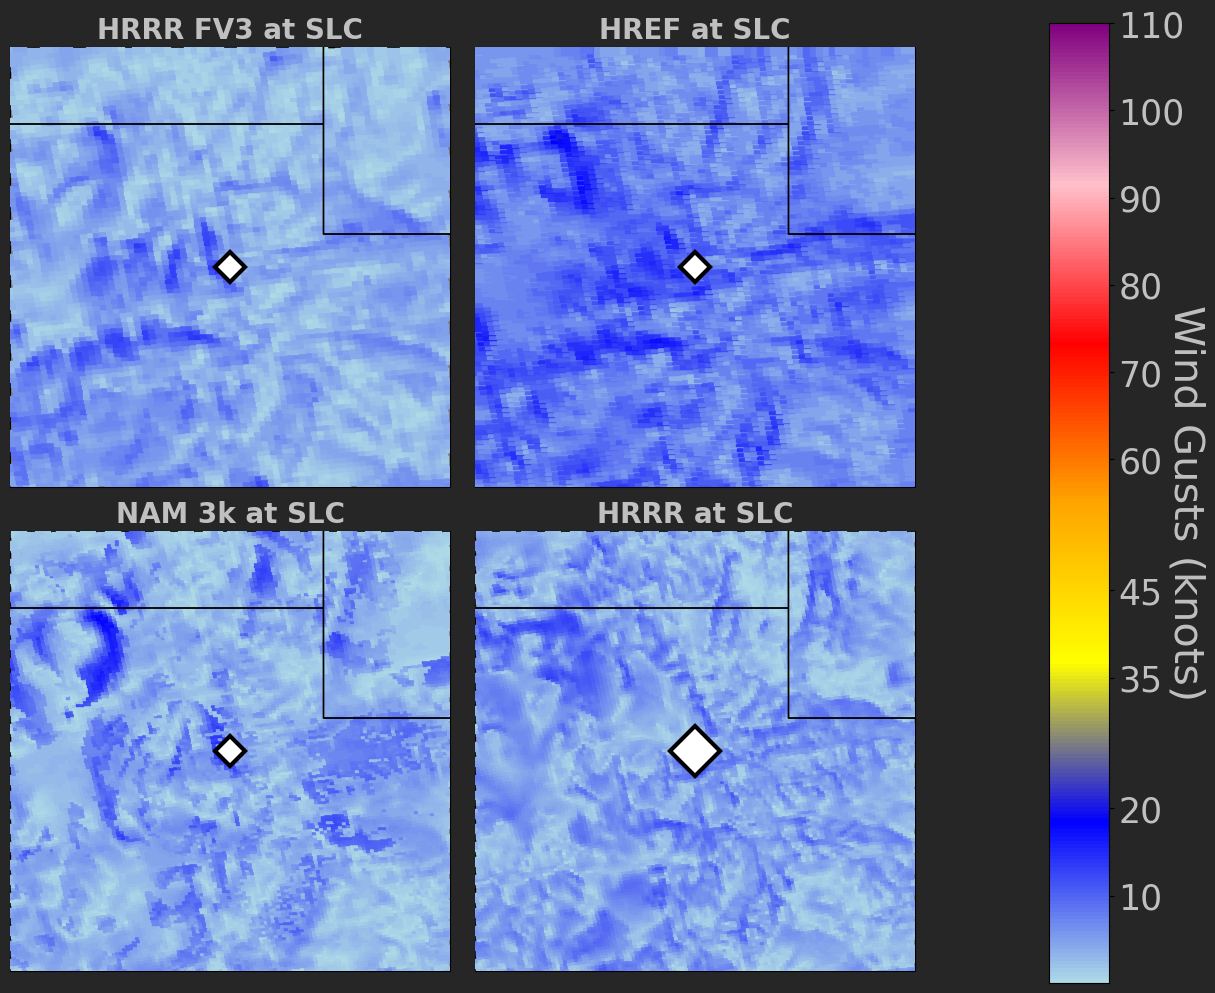 HRRR FV3 at SLC
HREF at SLC
NAM 3k at SLC
HRRR at SLC
110
100
90
80
70
60
45
35
20
10
Wind Gusts (knots)